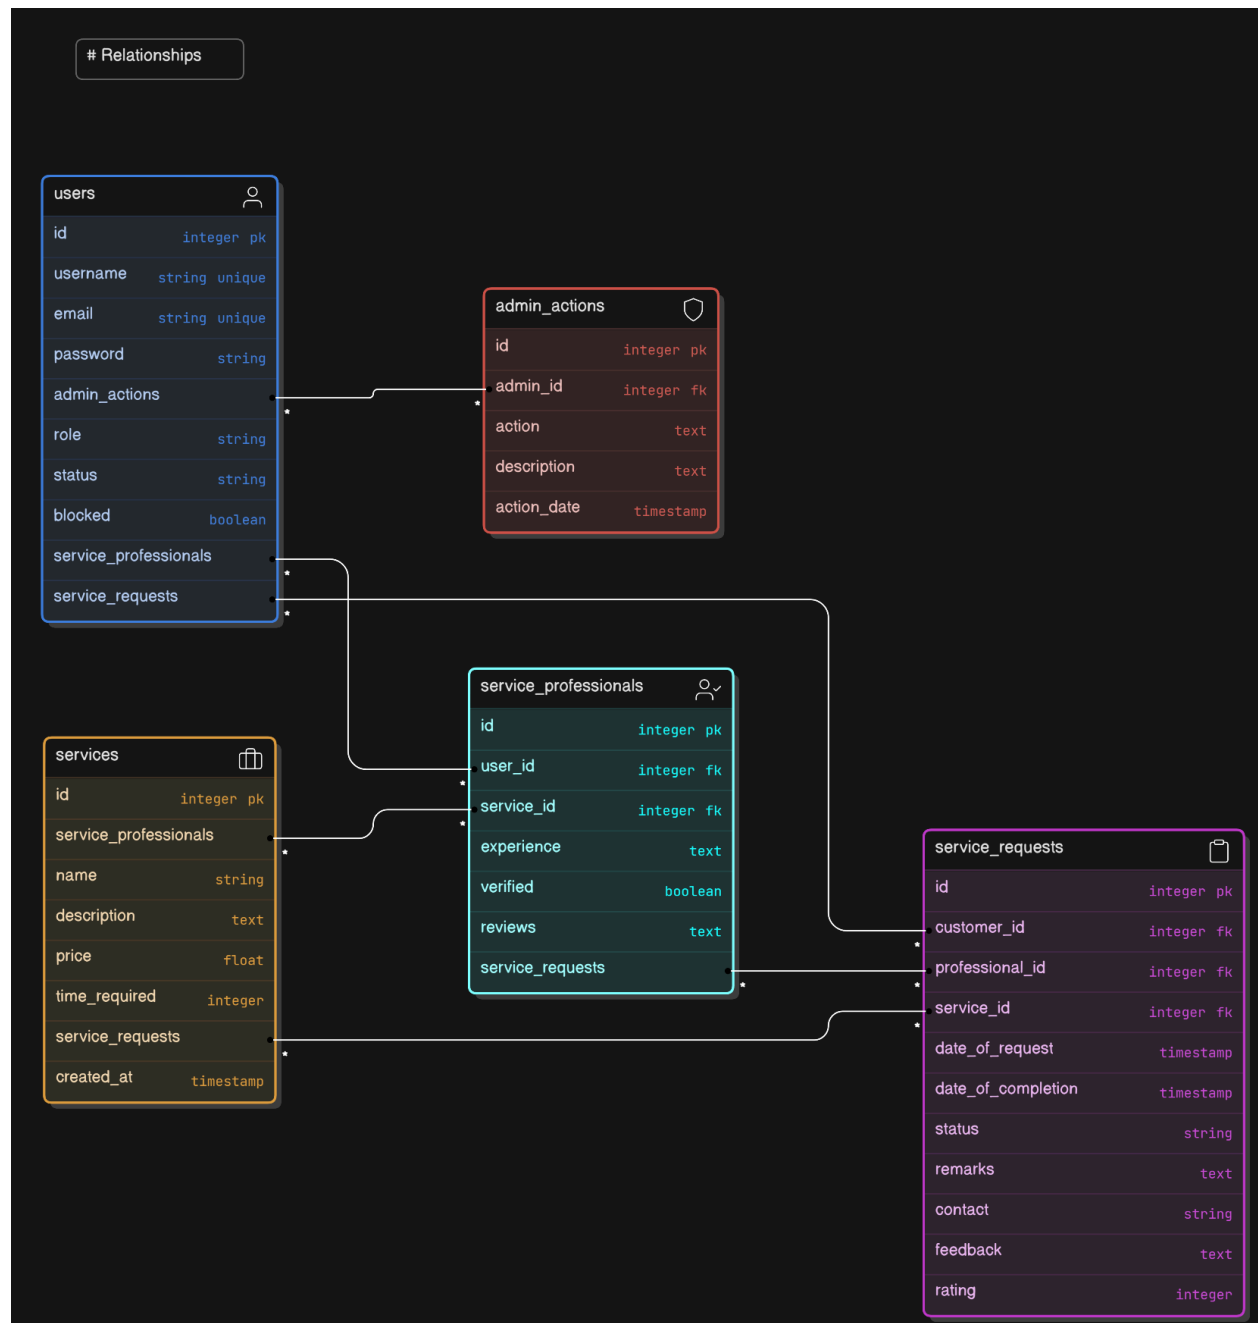 # Relationships
users
id integer pk
username string unique
email string unique
password string
admin_actions
*
role string
status string
blocked boolean
service_professionals
*
service_requests
*
admin_actions
id integer pk
admin_id integer fk
*
action text
description text
action_date timestamp
service_professionals
id integer pk
user_id integer fk
*
service_id integer fk
*
experience text
verified boolean
reviews text
service_requests
*
services
id integer pk
service_professionals
*
name string
description text
price float
time_required integer
service_requests
*
created_at timestamp
service_requests
id integer pk
customer_id integer fk
*
professional_id integer fk
*
service_id integer fk
*
date_of_request timestamp
date_of_completion timestamp
status string
remarks text
contact string
feedback text
rating integer